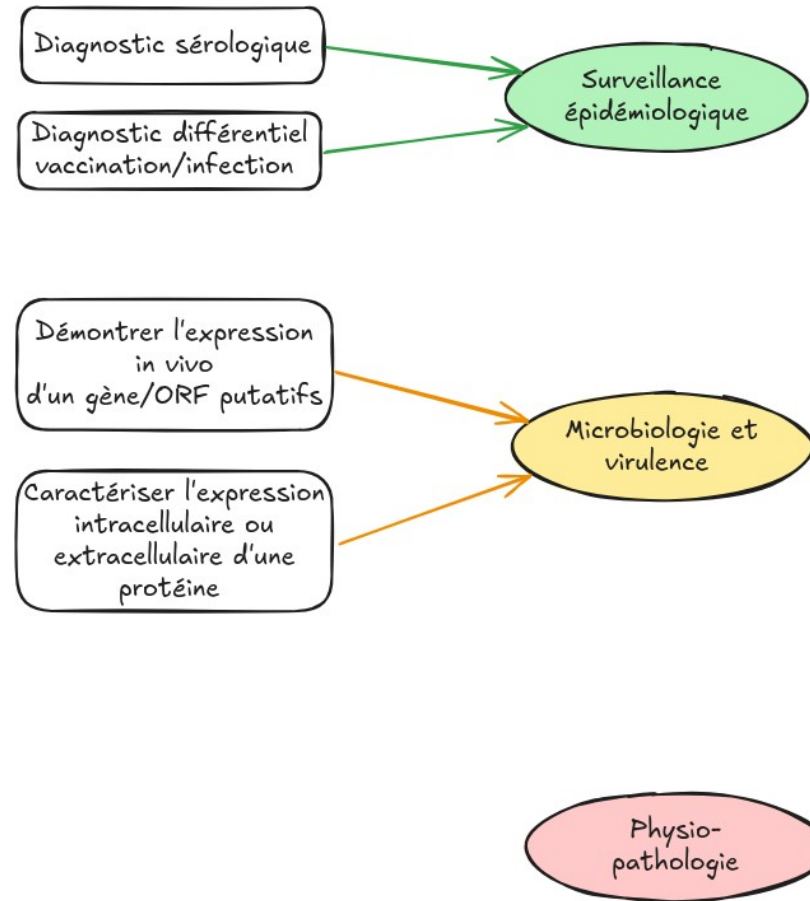 Diagnostic sérologique
Surveillance
épidémiologique
Diagnostic différentiel
vaccination/infection
Démontrer l'expression
in vivo
d'un gène/ORF putatifs
Microbiologie et
virulence
Caractériser l'expression
intracellulaire ou
extracellulaire d'une
protéine
Physio-
pathologie